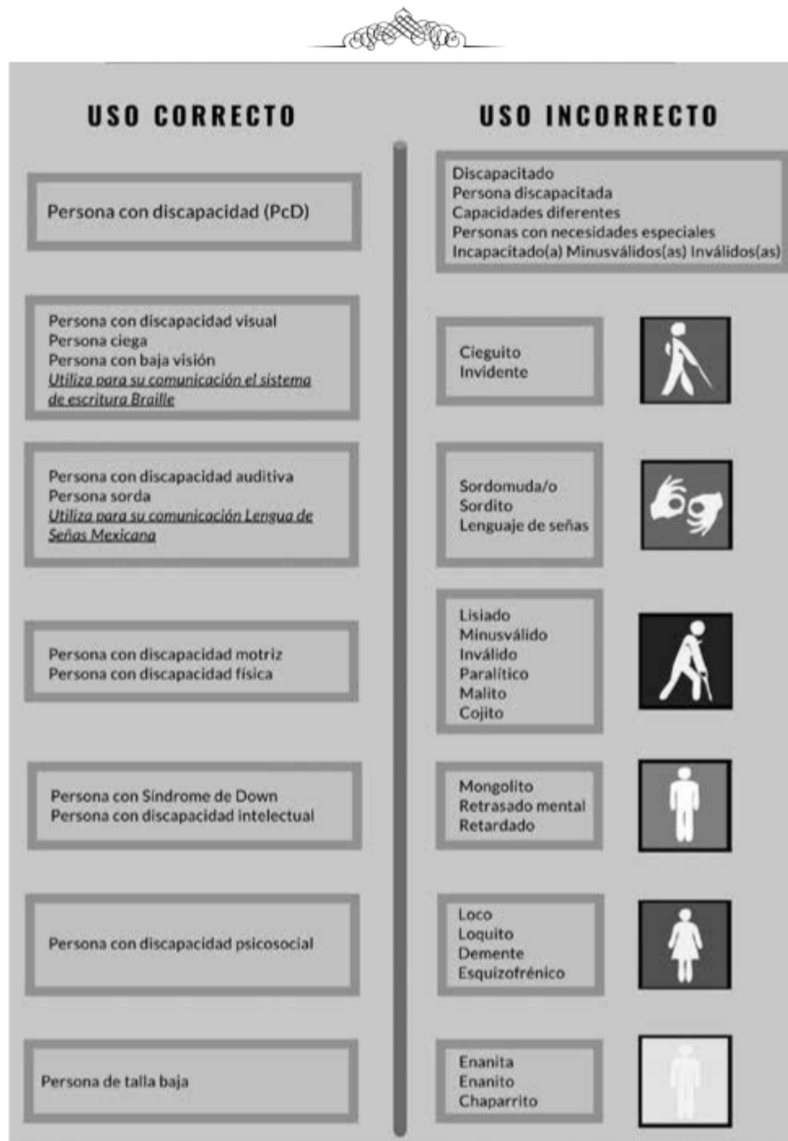 USO CORRECTO
USO INCORRECTO
Persona con discapacidad (PcD)
Discapacitado
Persona discapacitada
Capacidades diferentes
Personas con necesidades especiales
Incapacitado(a) Minusválidos(as) Inválidos(as)
Persona con discapacidad visual
Persona ciega
Persona con baja visión
Utiliza para su comunicación el sistema
de escritura Braille
Cieguito
Invidente
Persona con discapacidad auditiva
Persona sorda
Utiliza para su comunicación Lengua de
Señas Mexicana
Sordomuda/o
Sordito
Lenguaje de señas
Persona con discapacidad motriz
Persona con discapacidad física
Lisiado
Minusválido
Inválido
Paralítico
Malito
Cojito
Persona con Síndrome de Down
Persona con discapacidad intelectual
Mongolito
Retrasado mental
Retardado
Persona con discapacidad psicosocial
Loco
Loquito
Demente
Esquizofrénico
Persona de talla baja
Enanita
Enanito
Chaparrito